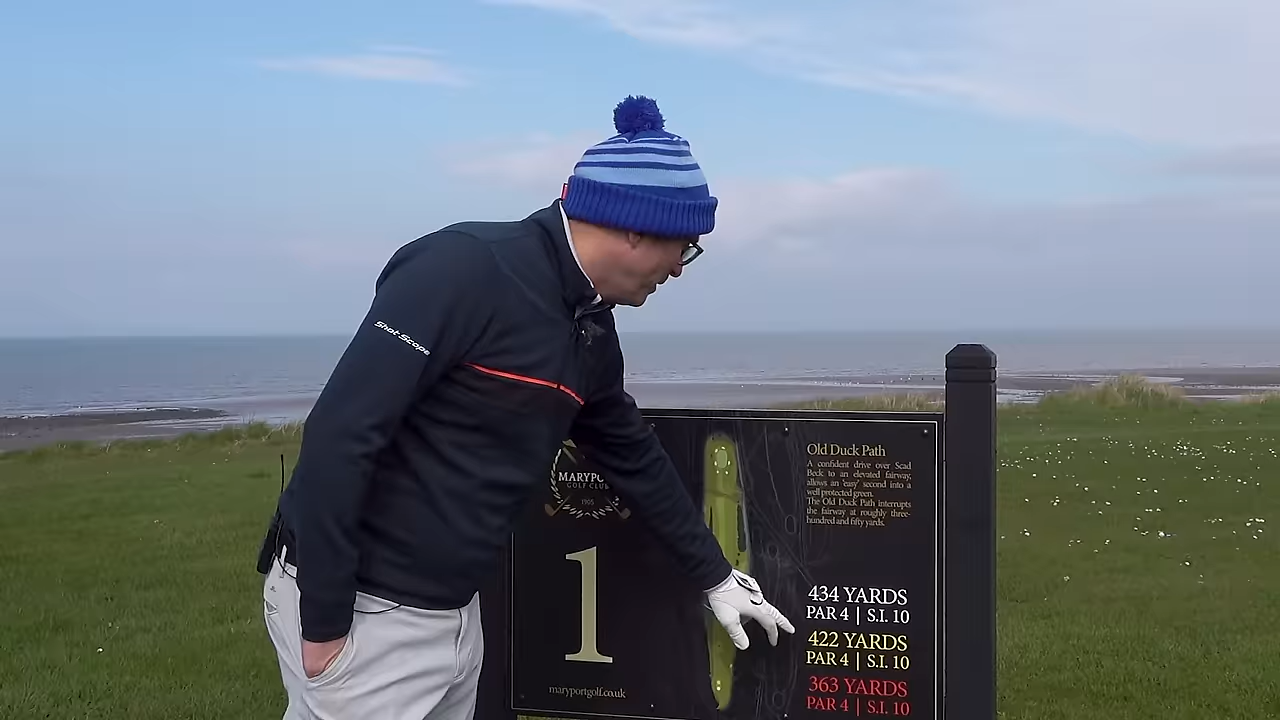 Shot Scope
MARYPO
GOLF CLUB
1905
1
maryportgolf.co.uk
Old Duck Path
A confident drive over Scad
Beck to an elevated fairway,
allows an 'easy' second into a
well protected green.
The Old Duck Path interrupts
the fairway at roughly three-
hundred and fifty yards.
434 YARDS
PAR 4 | S.I. 10
422 YARDS
PAR 4 | S.I. 10
363 YARDS
PAR 4 | S.I. 10